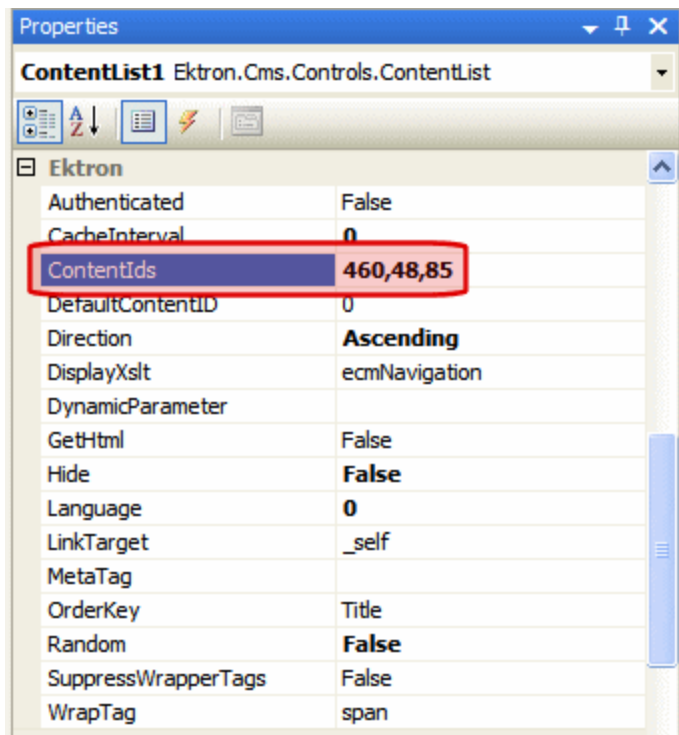 Properties
ContentList1 Ektron.Cms.Controls.ContentList
Ektron
Authenticated False
CacheInterval 0
ContentIds 460,48,85
DefaultContentID 0
Direction Ascending
DisplayXslt ecmNavigation
DynamicParameter
GetHtml False
Hide False
Language 0
LinkTarget _self
MetaTag
OrderKey Title
Random False
SuppressWrapperTags False
WrapTag span